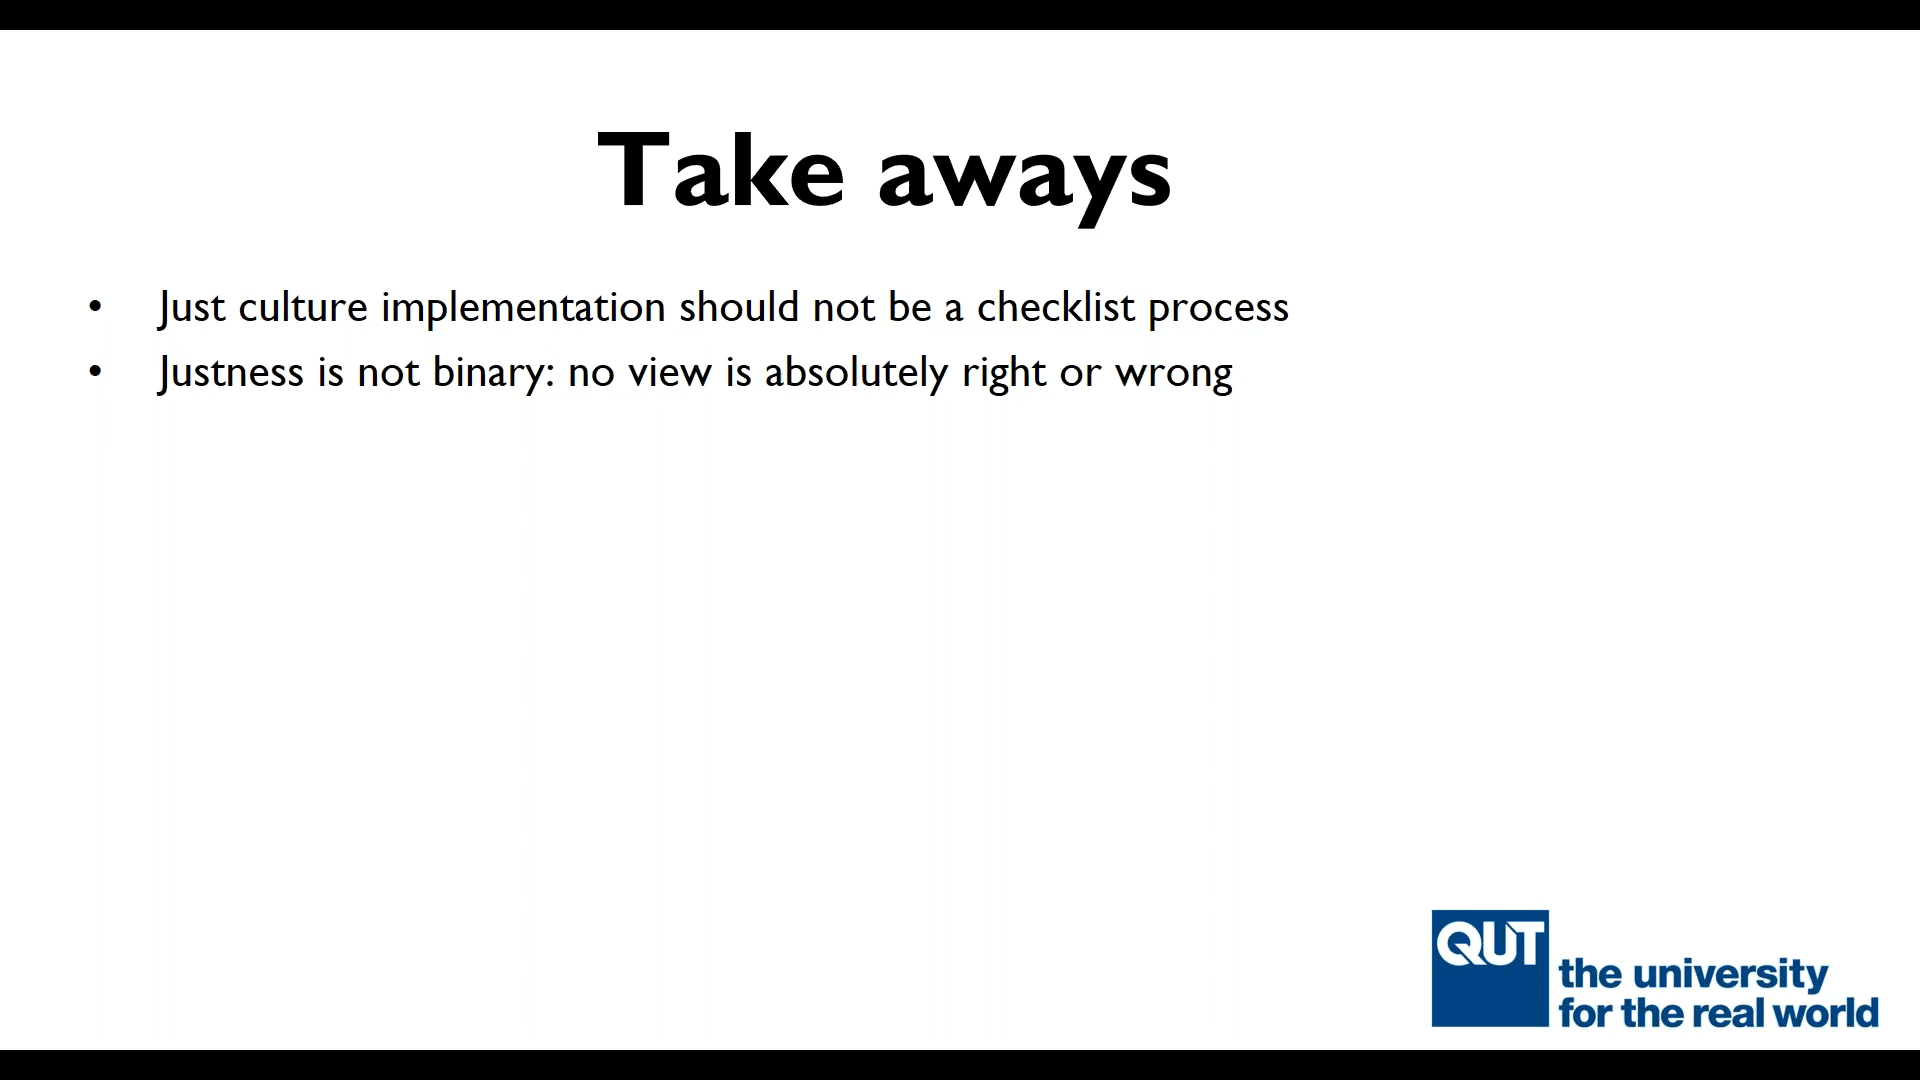 Take aways
• Just culture implementation should not be a checklist process
• Justness is not binary: no view is absolutely right or wrong
QUT
the university
for the real world